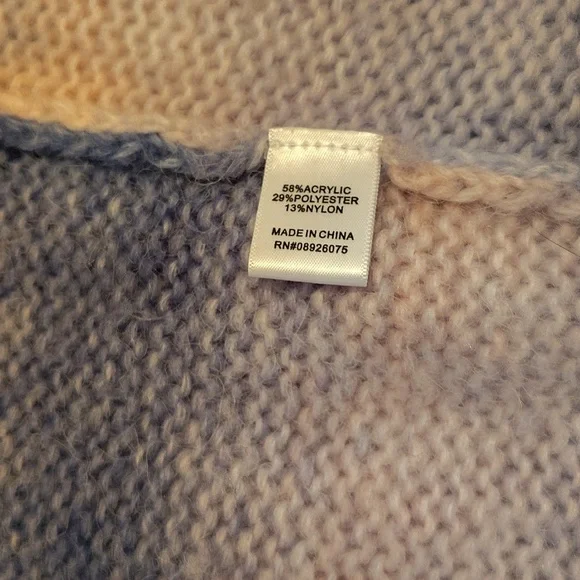 58%ACRYLIC
29%POLYESTER
13%NYLON
MADE IN CHINA
RN#08926075